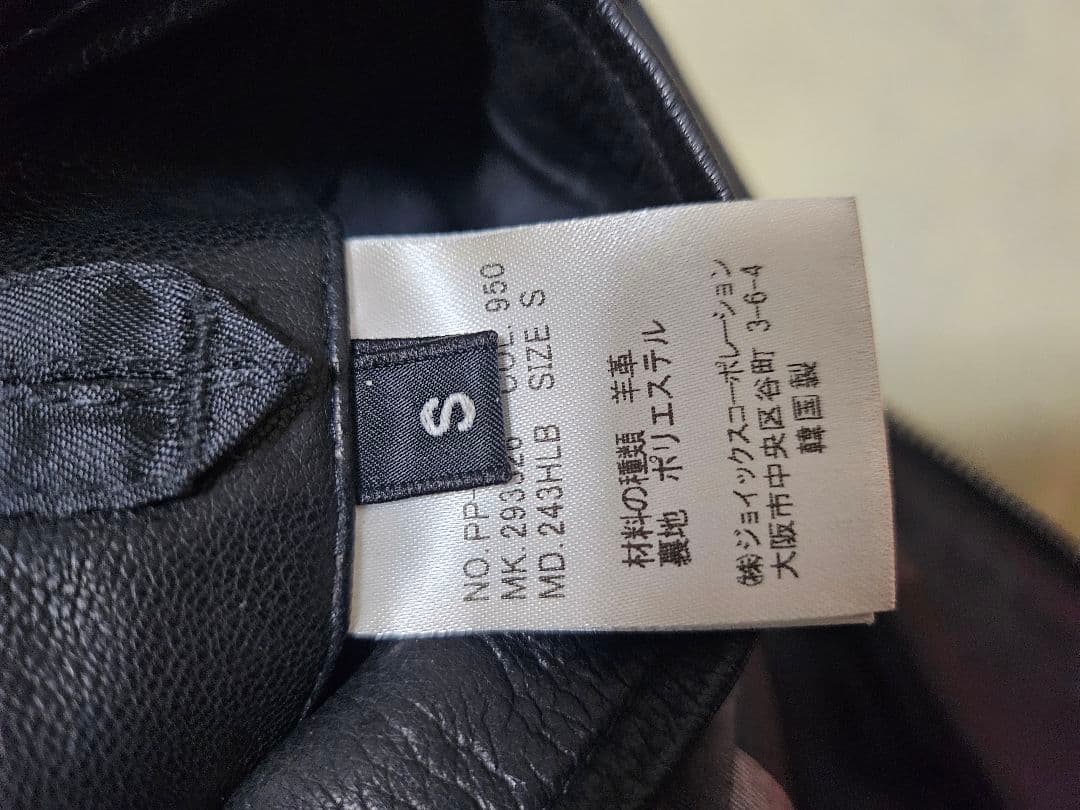 S
NO.PP- COL. 950
MK.293526
MD.243HLB SIZE S
材料の種類 羊革
裏地 ポリエステル
(株)ジョイックスコーポレーション
大阪市中央区谷町 3-6-4
韓国製